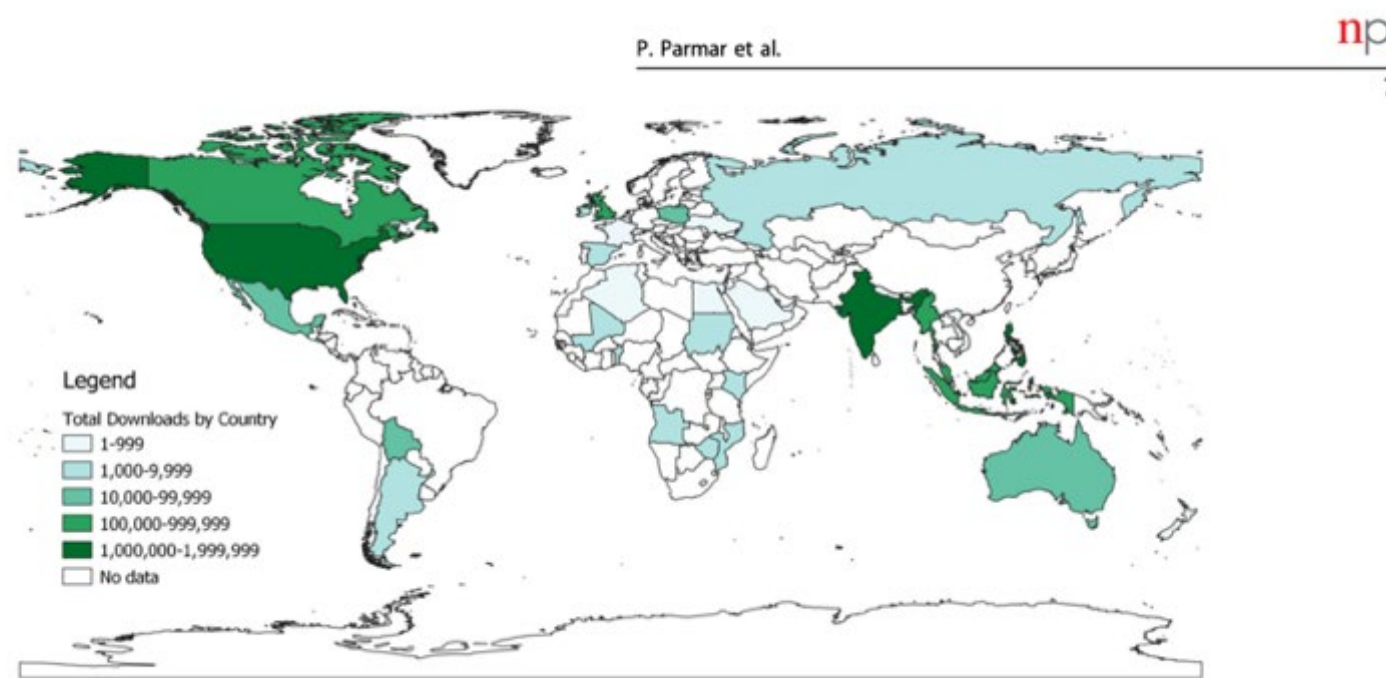 P. Parmar et al.
np
Legend
Total Downloads by Country
1-999
1,000-9,999
10,000-99,999
100,000-999,999
1,000,000-1,999,999
No data